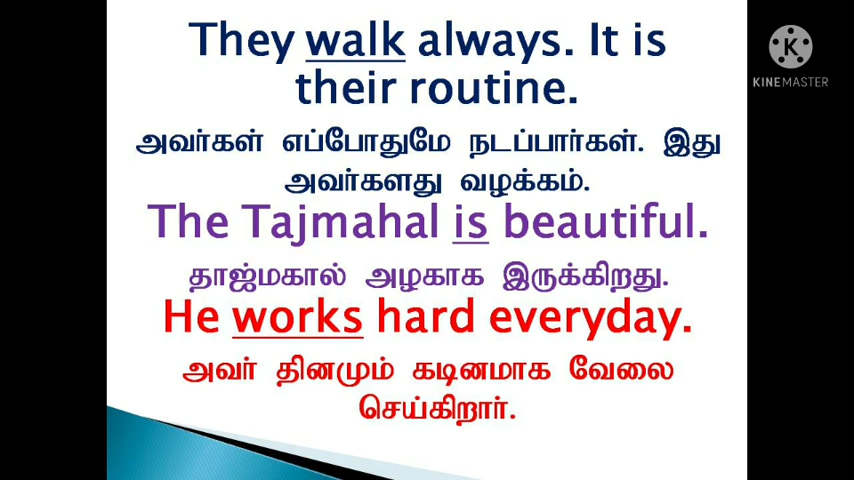 They walk always. It is
their routine.
அவர்கள் எப்போதுமே நடப்பார்கள். இது
அவர்களது வழக்கம்.
The Tajmahal is beautiful.
தாஜ்மகால் அழகாக இருக்கிறது.
He works hard everyday.
அவர் தினமும் கடினமாக வேலை
செய்கிறார்.
K
KINEMASTER